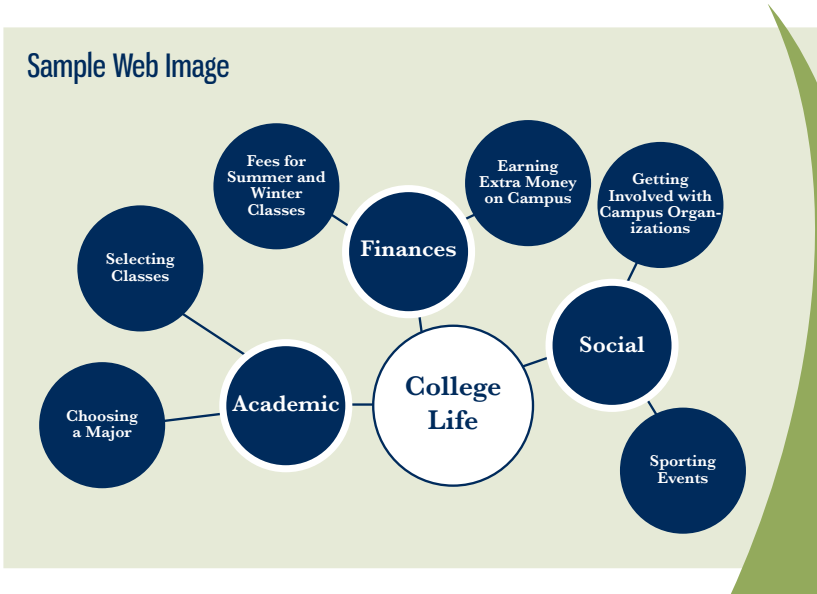 Sample Web Image
Fees for
Summer and
Winter
Classes
Earning
Extra Money
on Campus
Getting
Involved with
Campus Organ-
izations
Finances
Selecting
Classes
Social
College
Life
Academic
Choosing
a Major
Sporting
Events